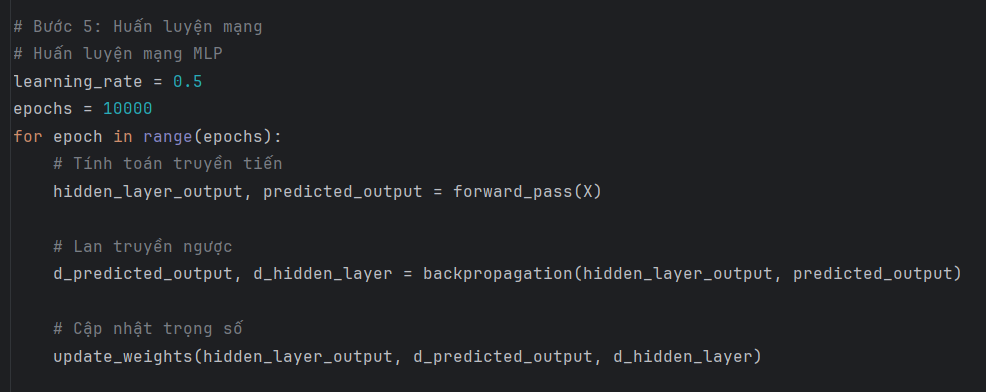 # Bước 5: Huấn luyện mạng
# Huấn luyện mạng MLP
learning_rate = 0.5
epochs = 10000
for epoch in range(epochs):
    # Tính toán truyền tiến
    hidden_layer_output, predicted_output = forward_pass(X)

    # Lan truyền ngược
    d_predicted_output, d_hidden_layer = backpropagation(hidden_layer_output, predicted_output)

    # Cập nhật trọng số
    update_weights(hidden_layer_output, d_predicted_output, d_hidden_layer)